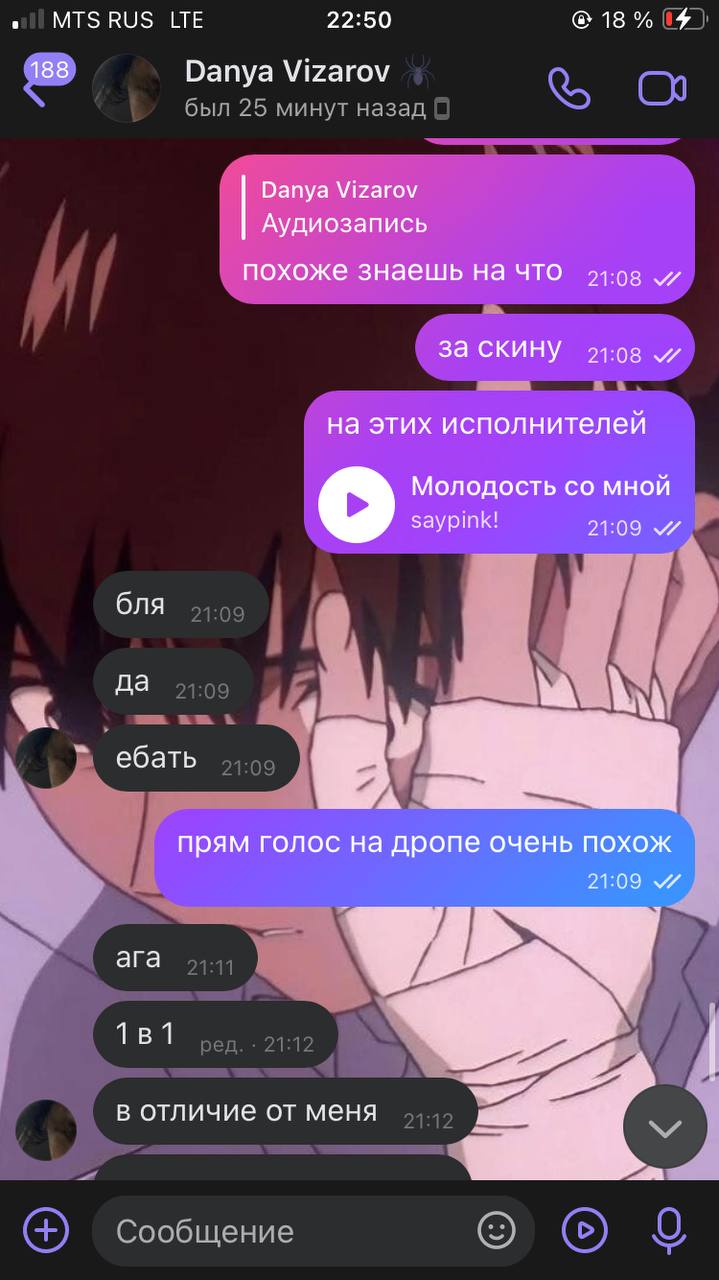 MTS RUS LTE 22:50 18 %
188
Danya Vizarov
был 25 минут назад
Danya Vizarov
Аудиозапись
похоже знаешь на что 21:08
за скину 21:08
на этих исполнителей
Молодость со мной
saypink! 21:09
бля 21:09
да 21:09
ебать 21:09
прям голос на дропе очень похож
21:09
ага 21:11
1 в 1 ред. · 21:12
в отличие от меня 21:12
Сообщение